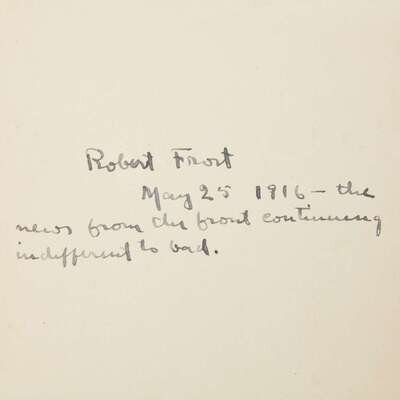 Robert Frost
May 25 1916 – the
news from the front continuing
indifferent to bad.